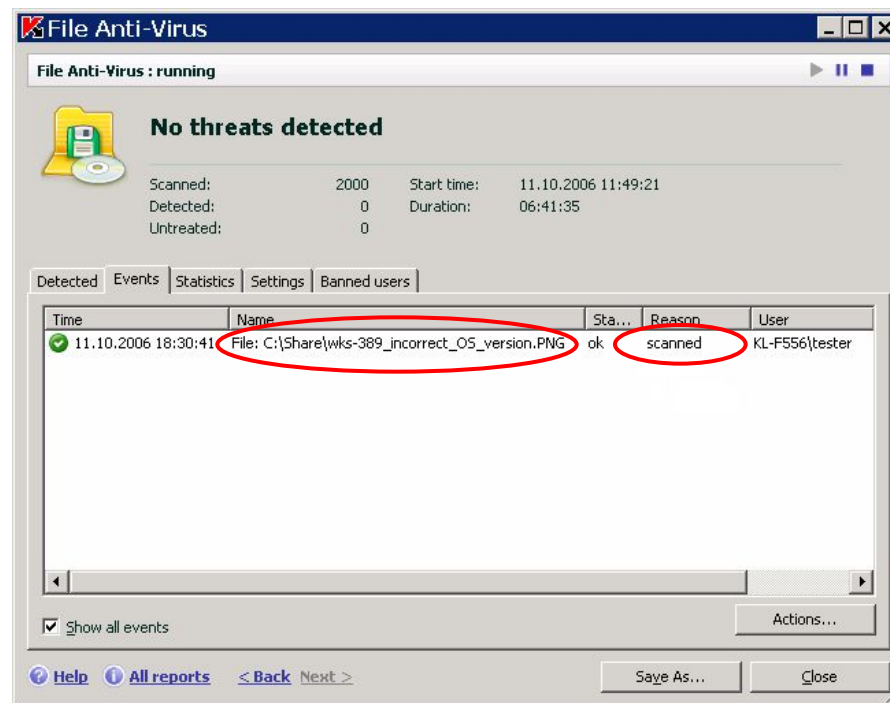 File Anti-Virus
File Anti-Virus : running
No threats detected
Scanned: 2000 Start time: 11.10.2006 11:49:21
Detected: 0 Duration: 06:41:35
Untreated: 0
Detected Events Statistics Settings Banned users
Time Name Sta... Reason User
11.10.2006 18:30:41 File: C:\Share\wks-389_incorrect_OS_version.PNG ok scanned KL-F556\tester
Show all events
Actions...
Help All reports < Back Next > Save As... Close